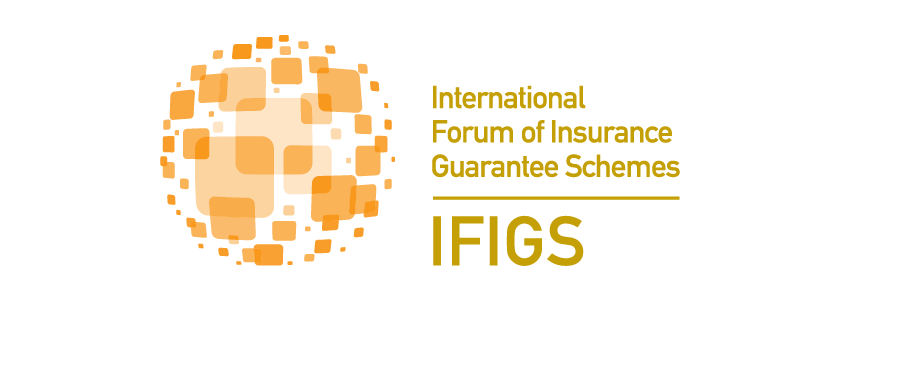 International
Forum of Insurance
Guarantee Schemes
IFIGS